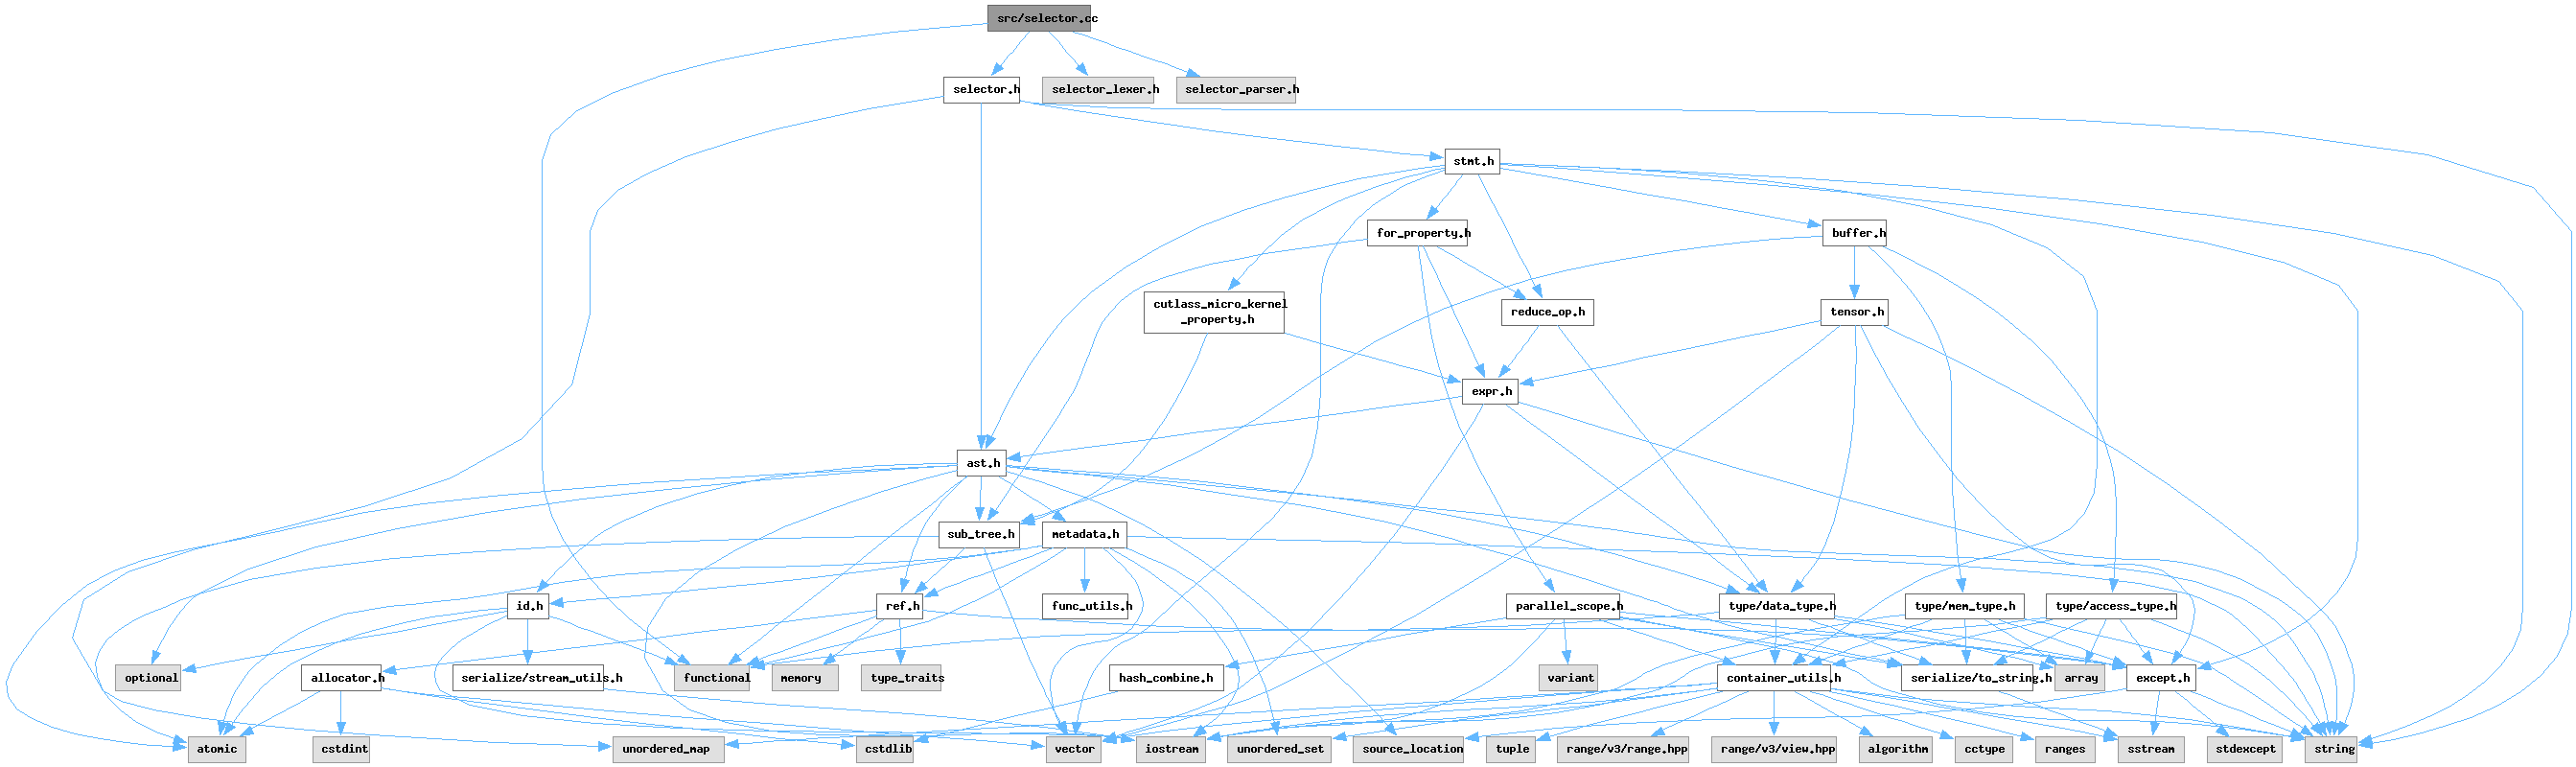 src/selector.cc
selector.h
selector_lexer.h
selector_parser.h
stmt.h
for_property.h
buffer.h
cutlass_micro_kernel
_property.h
reduce_op.h
tensor.h
expr.h
ast.h
sub_tree.h
metadata.h
id.h
ref.h
func_utils.h
parallel_scope.h
type/data_type.h
type/mem_type.h
type/access_type.h
optional
allocator.h
serialize/stream_utils.h
functional
memory
type_traits
hash_combine.h
variant
container_utils.h
serialize/to_string.h
array
except.h
atomic
cstdint
unordered_map
cstdlib
vector
iostream
unordered_set
source_location
tuple
range/v3/range.hpp
range/v3/view.hpp
algorithm
cctype
ranges
sstream
stdexcept
string